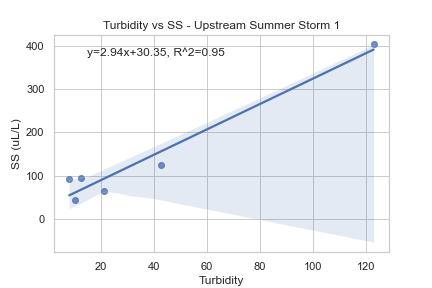 Turbidity vs SS - Upstream Summer Storm 1
y=2.94x+30.35, R^2=0.95
400
300
200
100
0
SS (uL/L)
20 40 60 80 100 120
Turbidity